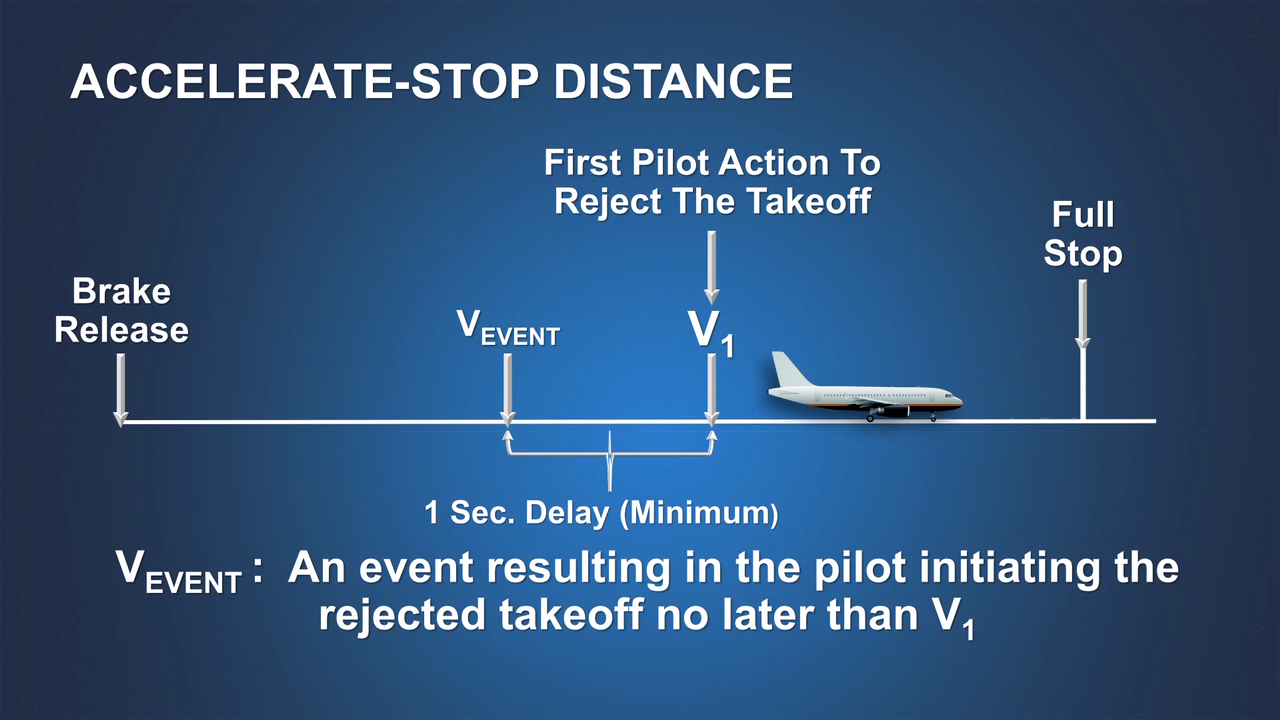 ACCELERATE-STOP DISTANCE
First Pilot Action To
Reject The Takeoff
Full
Stop
Brake
Release
VEVENT
V1
1 Sec. Delay (Minimum)
VEVENT : An event resulting in the pilot initiating the
rejected takeoff no later than V1